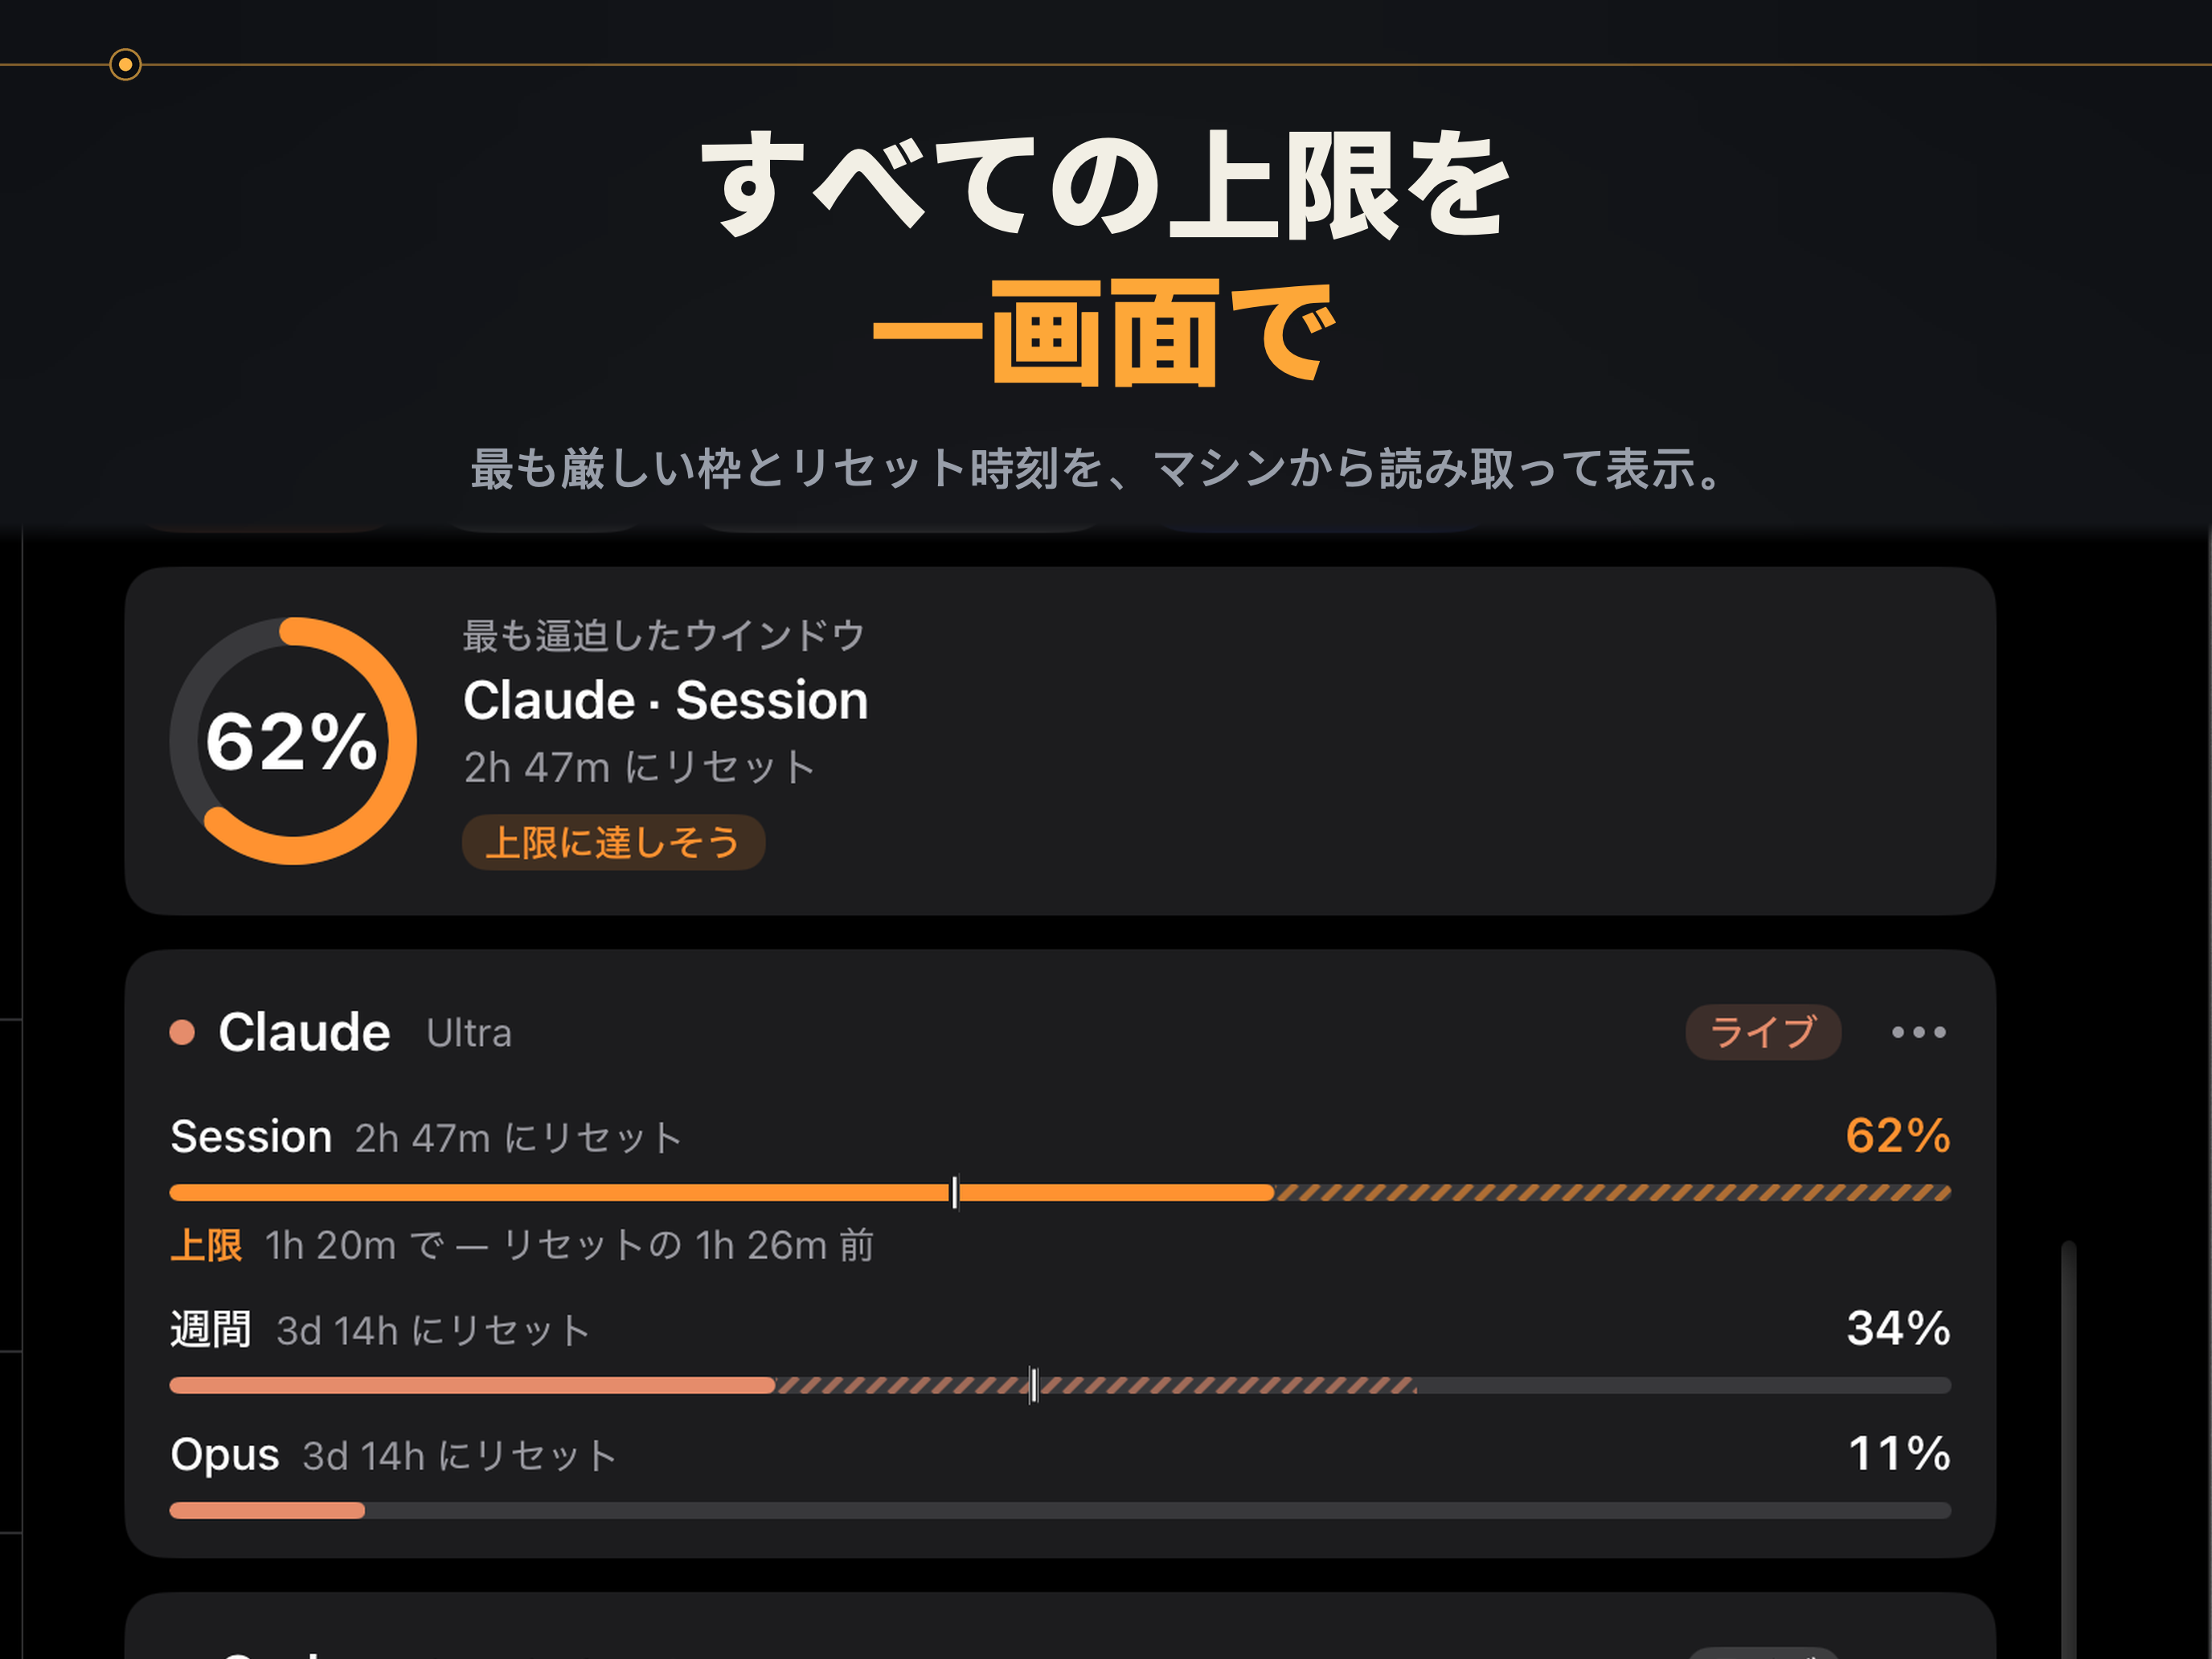 すべての上限を
一画面で
最も厳しい枠とリセット時刻を、マシンから読み取って表示。
62%
最も逼迫したウインドウ
Claude · Session
2h 47m にリセット
上限に達しそう
Claude Ultra ライブ
Session 2h 47m にリセット 62%
上限 1h 20m で — リセットの 1h 26m 前
週間 3d 14h にリセット 34%
Opus 3d 14h にリセット 11%